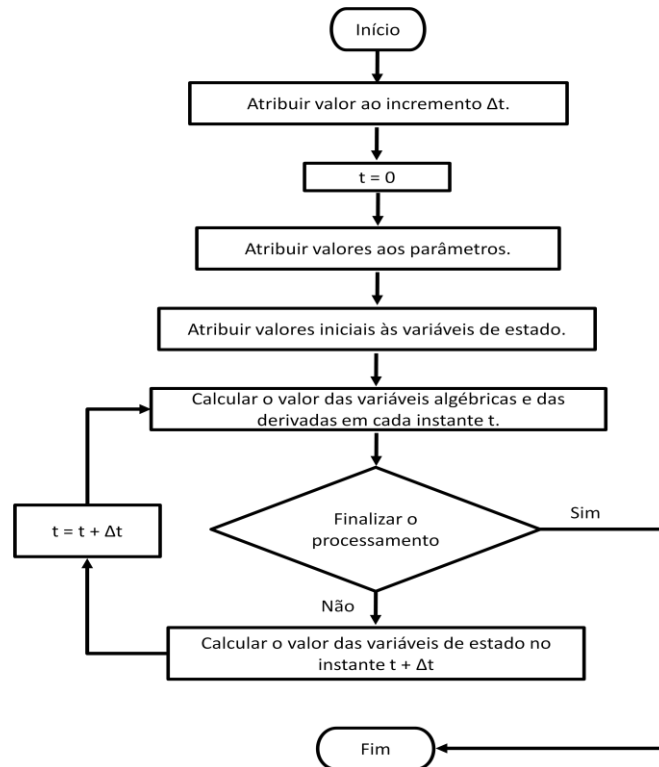 Início
Atribuir valor ao incremento Δt.
t = 0
Atribuir valores aos parâmetros.
Atribuir valores iniciais às variáveis de estado.
Calcular o valor das variáveis algébricas e das
derivadas em cada instante t.
Finalizar o
processamento
Sim
t = t + Δt
Não
Calcular o valor das variáveis de estado no
instante t + Δt
Fim